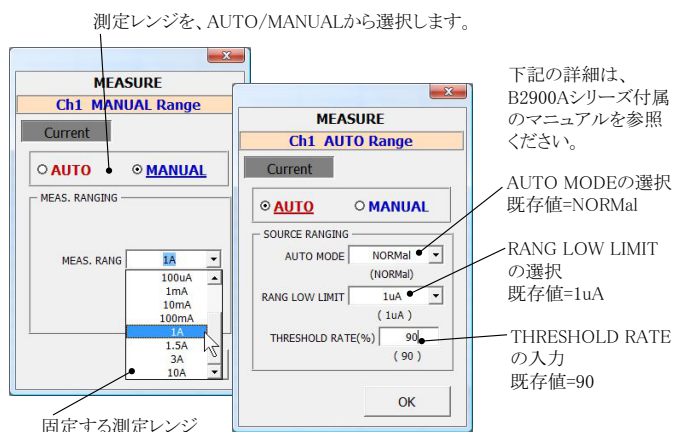 測定レンジを、AUTO/MANUALから選択します。
MEASURE
Ch1 MANUAL Range
Current
AUTO
MANUAL
MEAS. RANGING
MEAS. RANG
1A
100uA
1mA
10mA
100mA
1A
1.5A
3A
10A
固定する測定レンジ
MEASURE
Ch1 AUTO Range
Current
AUTO
MANUAL
SOURCE RANGING
AUTO MODE
NORMal
(NORMal)
RANG LOW LIMIT
1uA
( 1uA )
THRESHOLD RATE(%)
90
( 90 )
OK
下記の詳細は、
B2900Aシリーズ付属
のマニュアルを参照
ください。
AUTO MODEの選択
既存値=NORMal
RANG LOW LIMIT
の選択
既存値=1uA
THRESHOLD RATE
の入力
既存値=90